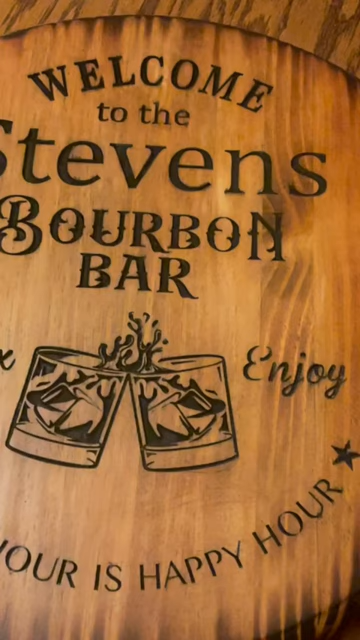 WELCOME
to the
Stevens
BOURBON
BAR
Enjoy
HOUR IS HAPPY HOUR